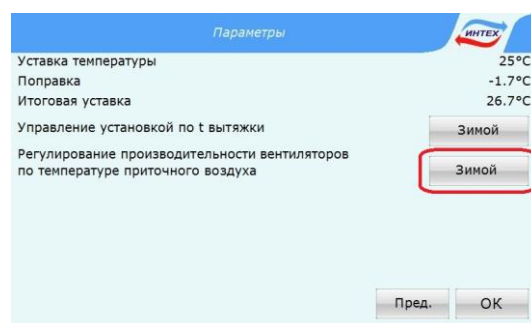 Параметры
ИНТЕХ
Уставка температуры 25°C
Поправка -1.7°C
Итоговая уставка 26.7°C
Управление установкой по t вытяжки Зимой
Регулирование производительности вентиляторов
по температуре приточного воздуха Зимой
Пред. OK